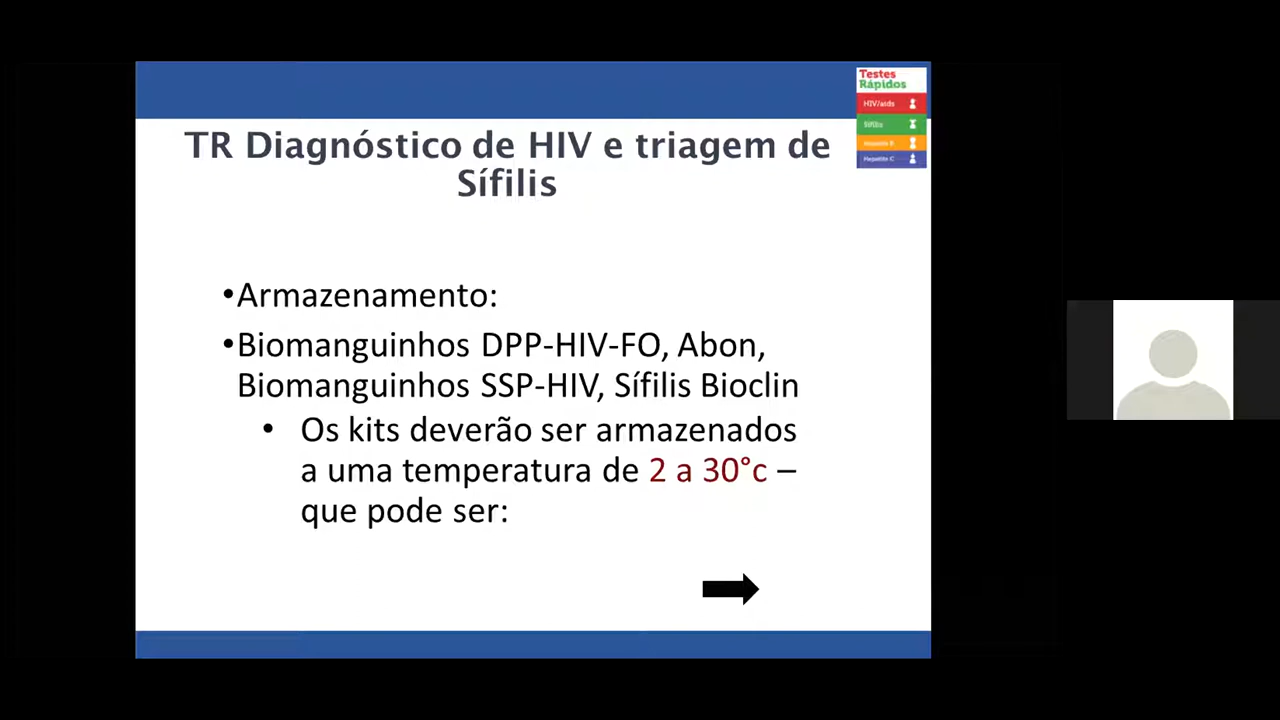 Testes
Rápidos
HIV/aids
Sífilis
Hepatite B
Hepatite C
TR Diagnóstico de HIV e triagem de
Sífilis
•Armazenamento:
•Biomanguinhos DPP-HIV-FO, Abon,
Biomanguinhos SSP-HIV, Sífilis Bioclin
• Os kits deverão ser armazenados
a uma temperatura de 2 a 30°c –
que pode ser: